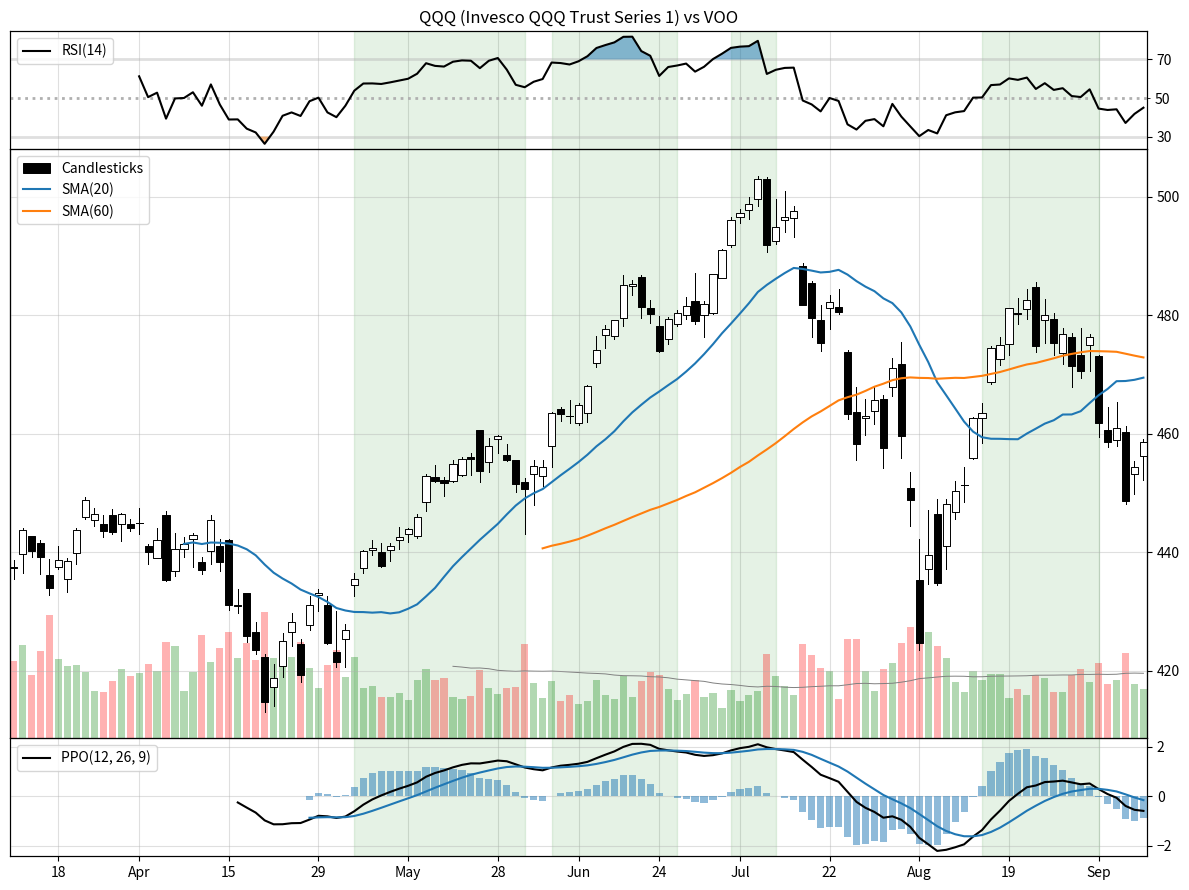 QQQ (Invesco QQQ Trust Series 1) vs VOO
RSI(14)
70
50
30
Candlesticks
SMA(20)
SMA(60)
500
480
460
440
420
PPO(12, 26, 9)
2
0
−2
18 Apr 15 29 May 28 Jun 24 Jul 22 Aug 19 Sep